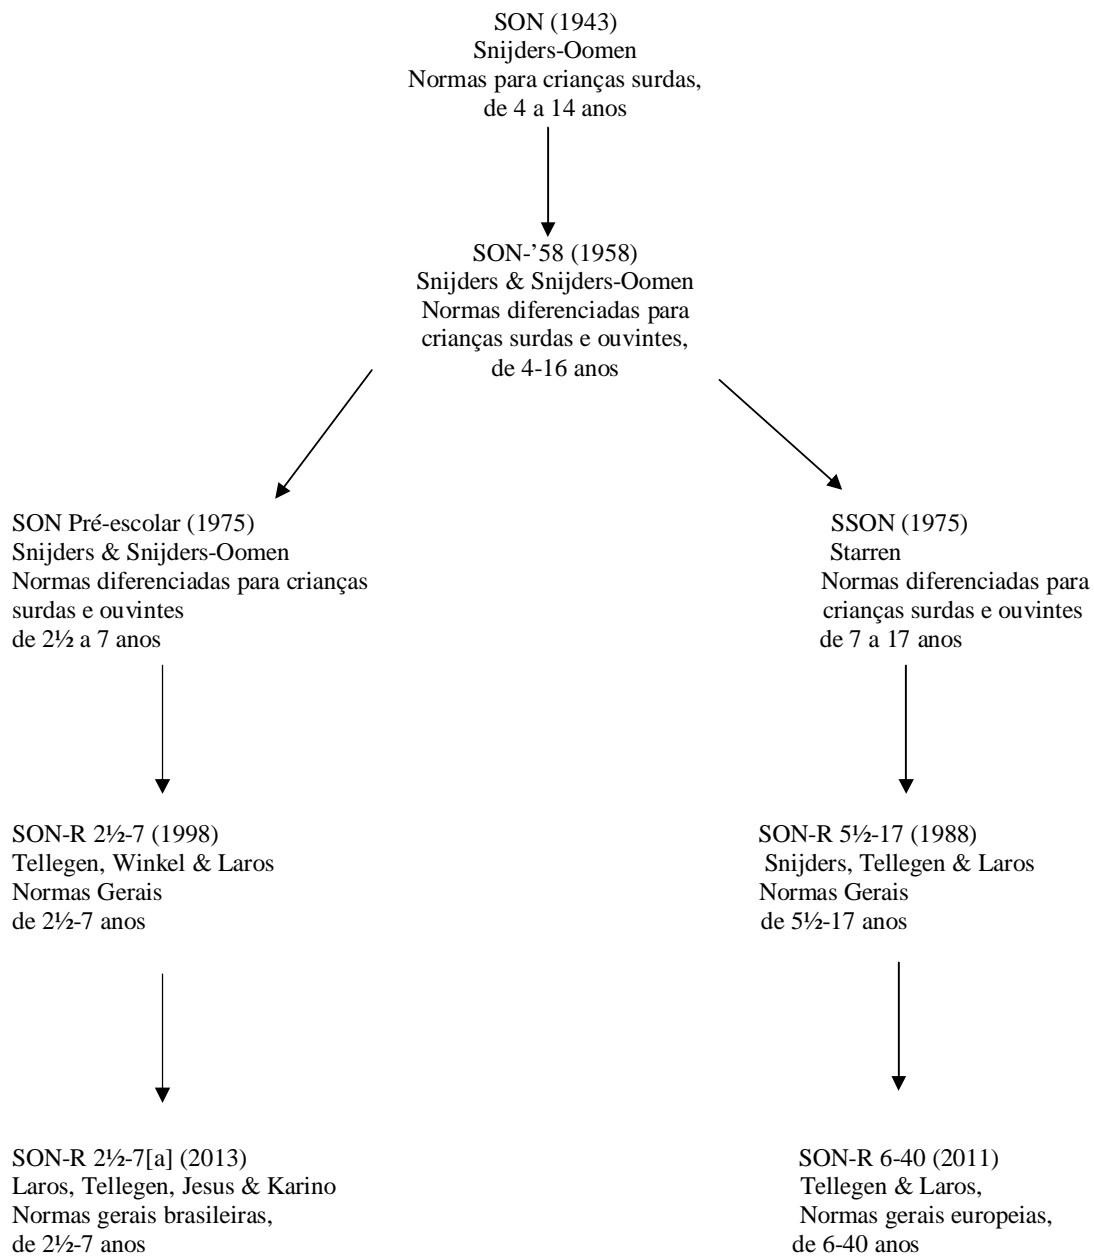 SON (1943)
Snijders-Oomen
Normas para crianças surdas,
de 4 a 14 anos
SON-’58 (1958)
Snijders & Snijders-Oomen
Normas diferenciadas para
crianças surdas e ouvintes,
de 4-16 anos
SON Pré-escolar (1975)
Snijders & Snijders-Oomen
Normas diferenciadas para crianças
surdas e ouvintes
de 2½ a 7 anos
SSON (1975)
Starren
Normas diferenciadas para
crianças surdas e ouvintes
de 7 a 17 anos
SON-R 2½-7 (1998)
Tellegen, Winkel & Laros
Normas Gerais
de 2½-7 anos
SON-R 5½-17 (1988)
Snijders, Tellegen & Laros
Normas Gerais
de 5½-17 anos
SON-R 2½-7[a] (2013)
Laros, Tellegen, Jesus & Karino
Normas gerais brasileiras,
de 2½-7 anos
SON-R 6-40 (2011)
Tellegen & Laros,
Normas gerais europeias,
de 6-40 anos